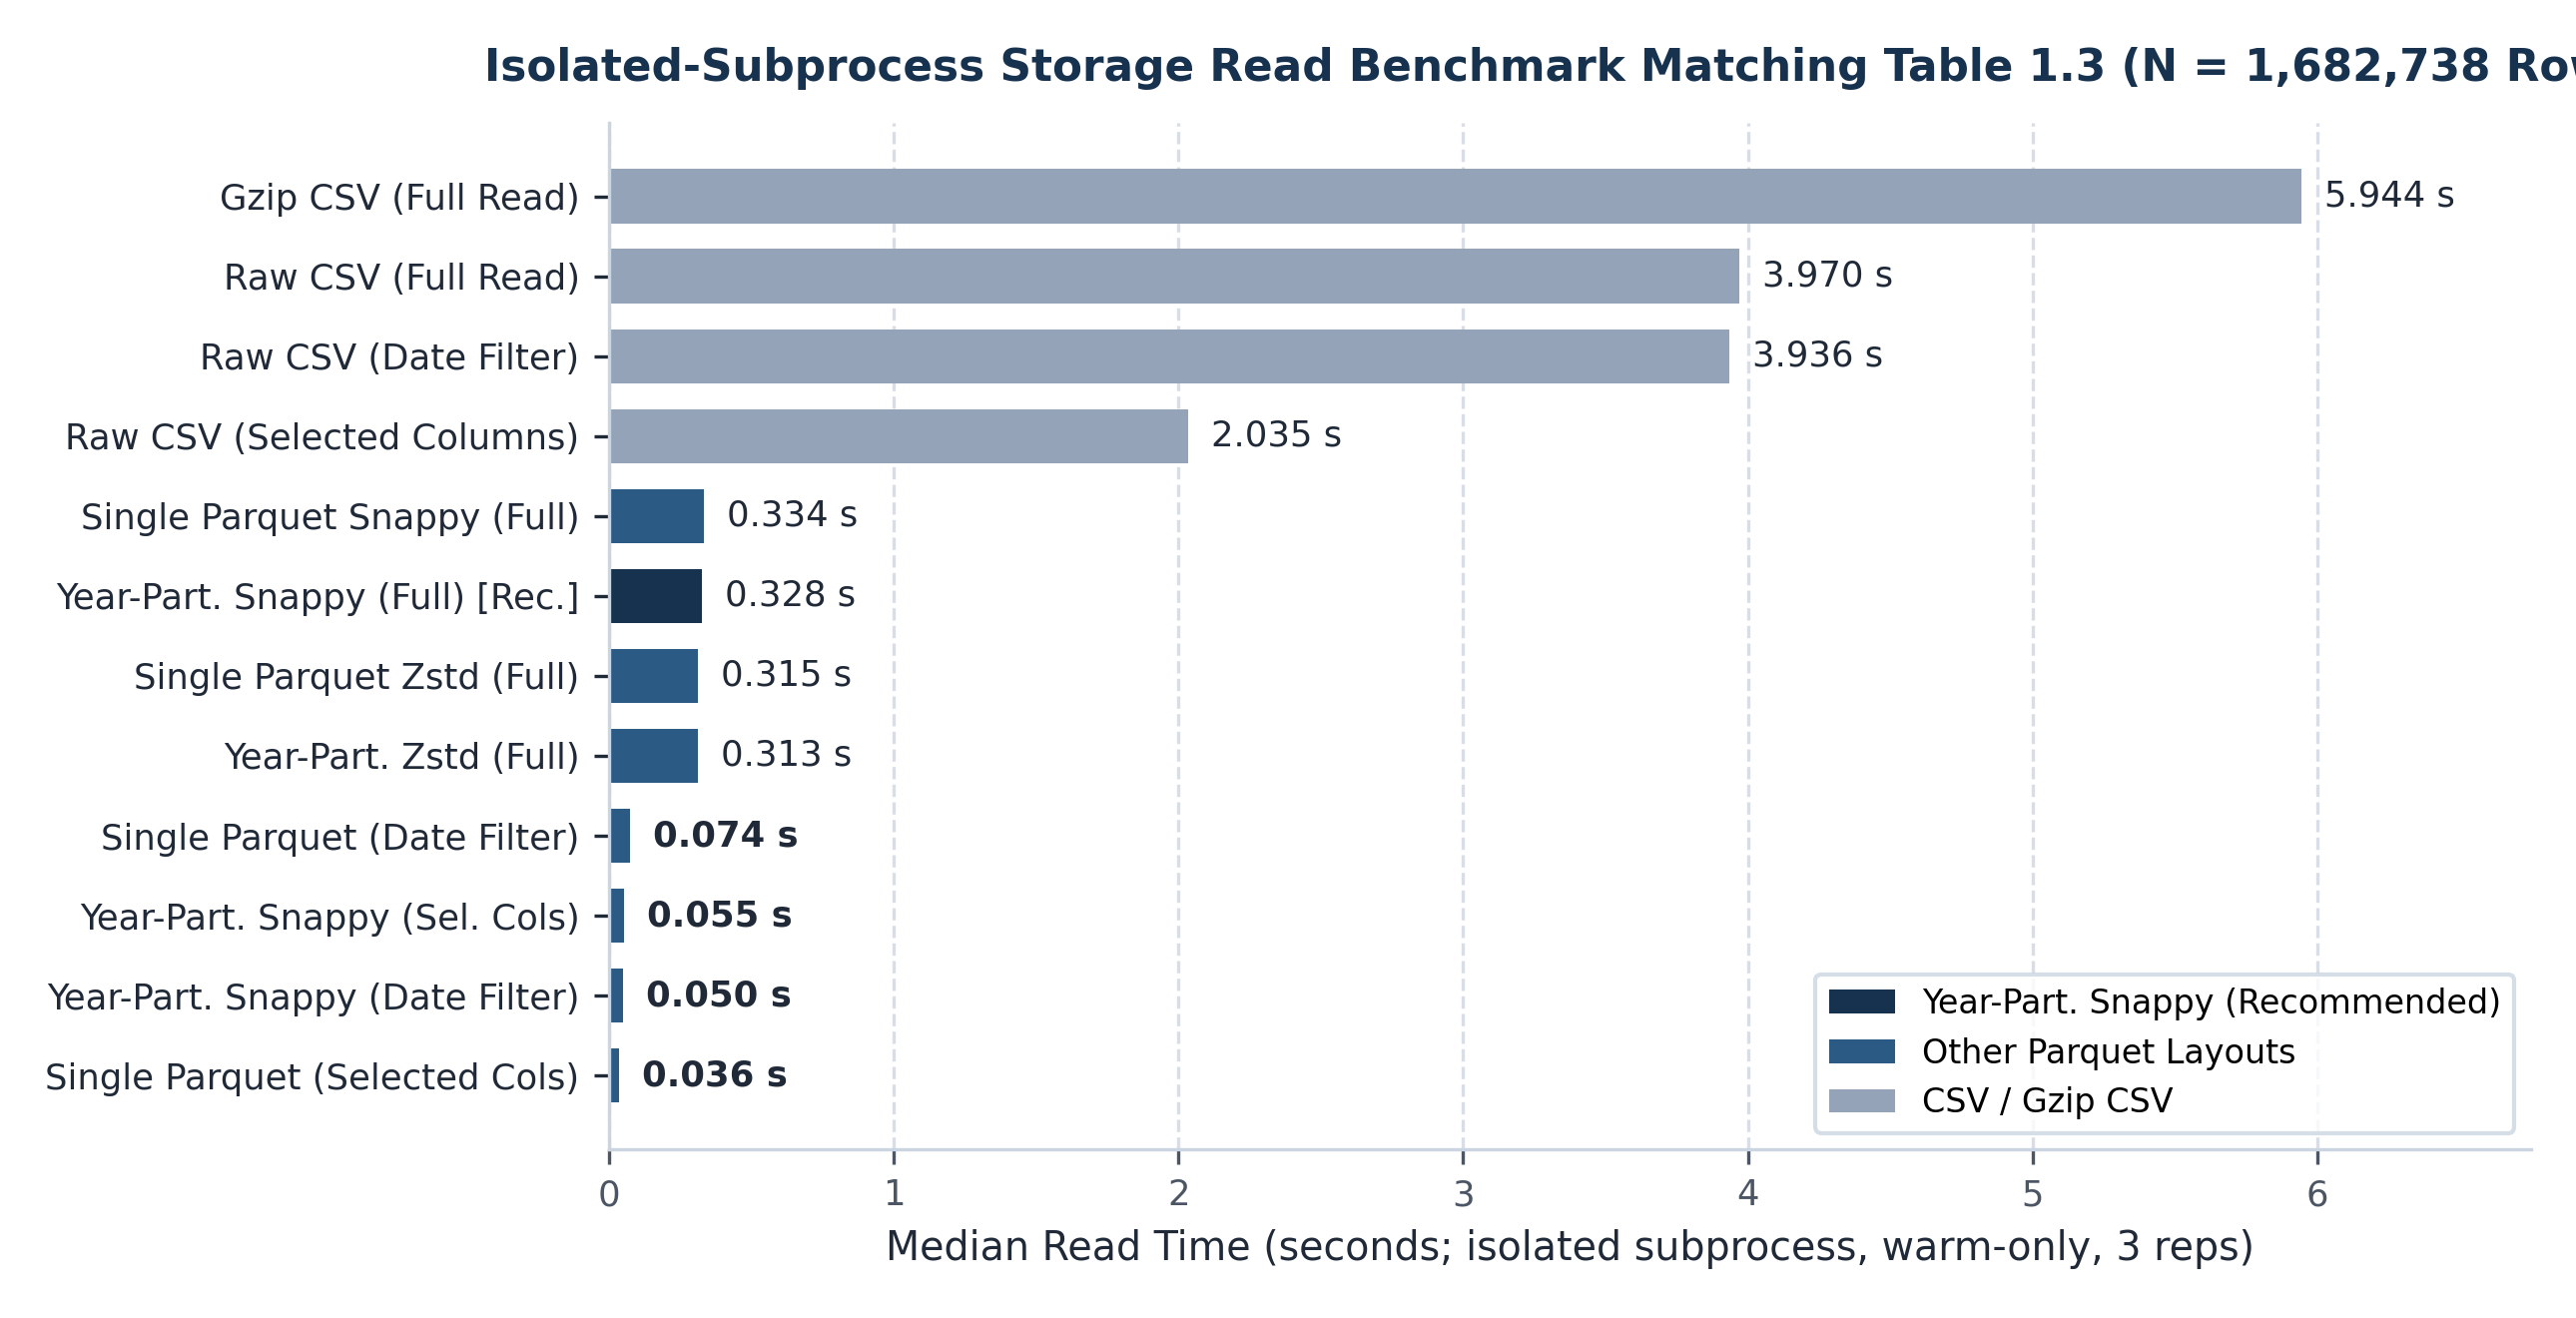 Isolated-Subprocess Storage Read Benchmark Matching Table 1.3 (N = 1,682,738
Gzip CSV (Full Read) 5.944 s
Raw CSV (Full Read) 3.970 s
Raw CSV (Date Filter) 3.936 s
Raw CSV (Selected Columns) 2.035 s
Single Parquet Snappy (Full) 0.334 s
Year-Part. Snappy (Full) [Rec.] 0.328 s
Single Parquet Zstd (Full) 0.315 s
Year-Part. Zstd (Full) 0.313 s
Single Parquet (Date Filter) 0.074 s
Year-Part. Snappy (Sel. Cols) 0.055 s
Year-Part. Snappy (Date Filter) 0.050 s
Single Parquet (Selected Cols) 0.036 s
Year-Part. Snappy (Recommended)
Other Parquet Layouts
CSV / Gzip CSV
0 1 2 3 4 5 6
Median Read Time (seconds; isolated subprocess, warm-only, 3 reps)